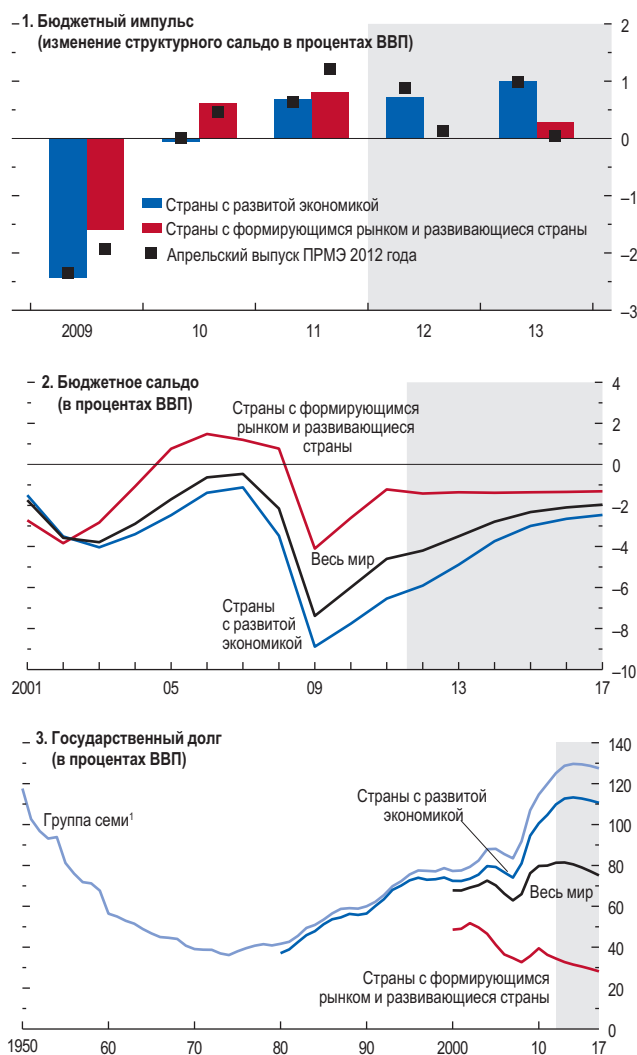 1. Бюджетный импульс
(изменение структурного сальдо в процентах ВВП)
2
1
0
–1
–2
–3
Страны с развитой экономикой
Страны с формирующимся рынком и развивающиеся страны
Апрельский выпуск ПРМЭ 2012 года
2009 10 11 12 13
2. Бюджетное сальдо
(в процентах ВВП)
4
2
0
–2
–4
–6
–8
–10
Страны с формирующимся
рынком и развивающиеся
страны
Весь мир
Страны
с развитой
экономикой
2001 05 09 13 17
3. Государственный долг
(в процентах ВВП)
140
120
100
80
60
40
20
0
Группа семи¹
Страны с развитой
экономикой
Весь мир
Страны с формирующимся
рынком и развивающиеся страны
1950 60 70 80 90 2000 10 17